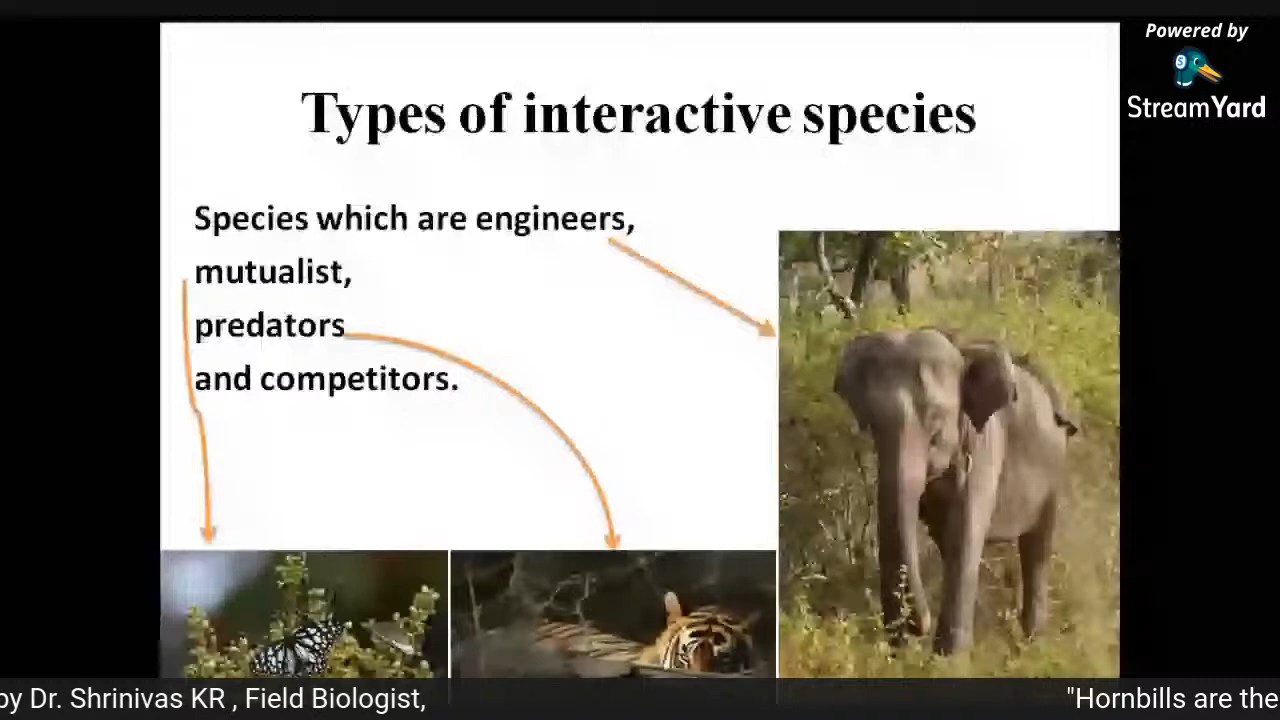 Powered by
StreamYard
Types of interactive species
Species which are engineers,
mutualist,
predators
and competitors.
by Dr. Shrinivas KR , Field Biologist,
"Hornbills are the